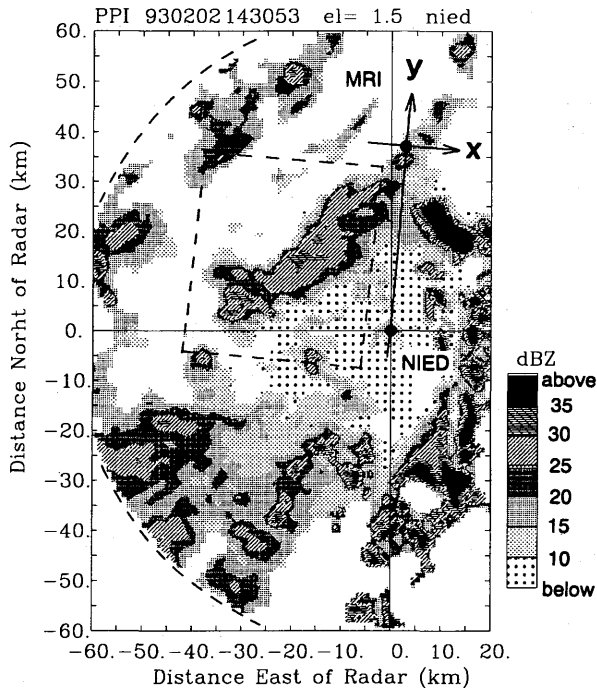 PPI 930202143053 el= 1.5 nied
60.
50.
40.
30.
20.
10.
0.
-10.
-20.
-30.
-40.
-50.
-60.
Distance Norht of Radar (km)
MRI
y
x
NIED
dBZ
above
35
30
25
20
15
10
below
-60. -50. -40. -30. -20. -10. 0. 10. 20.
Distance East of Radar (km)